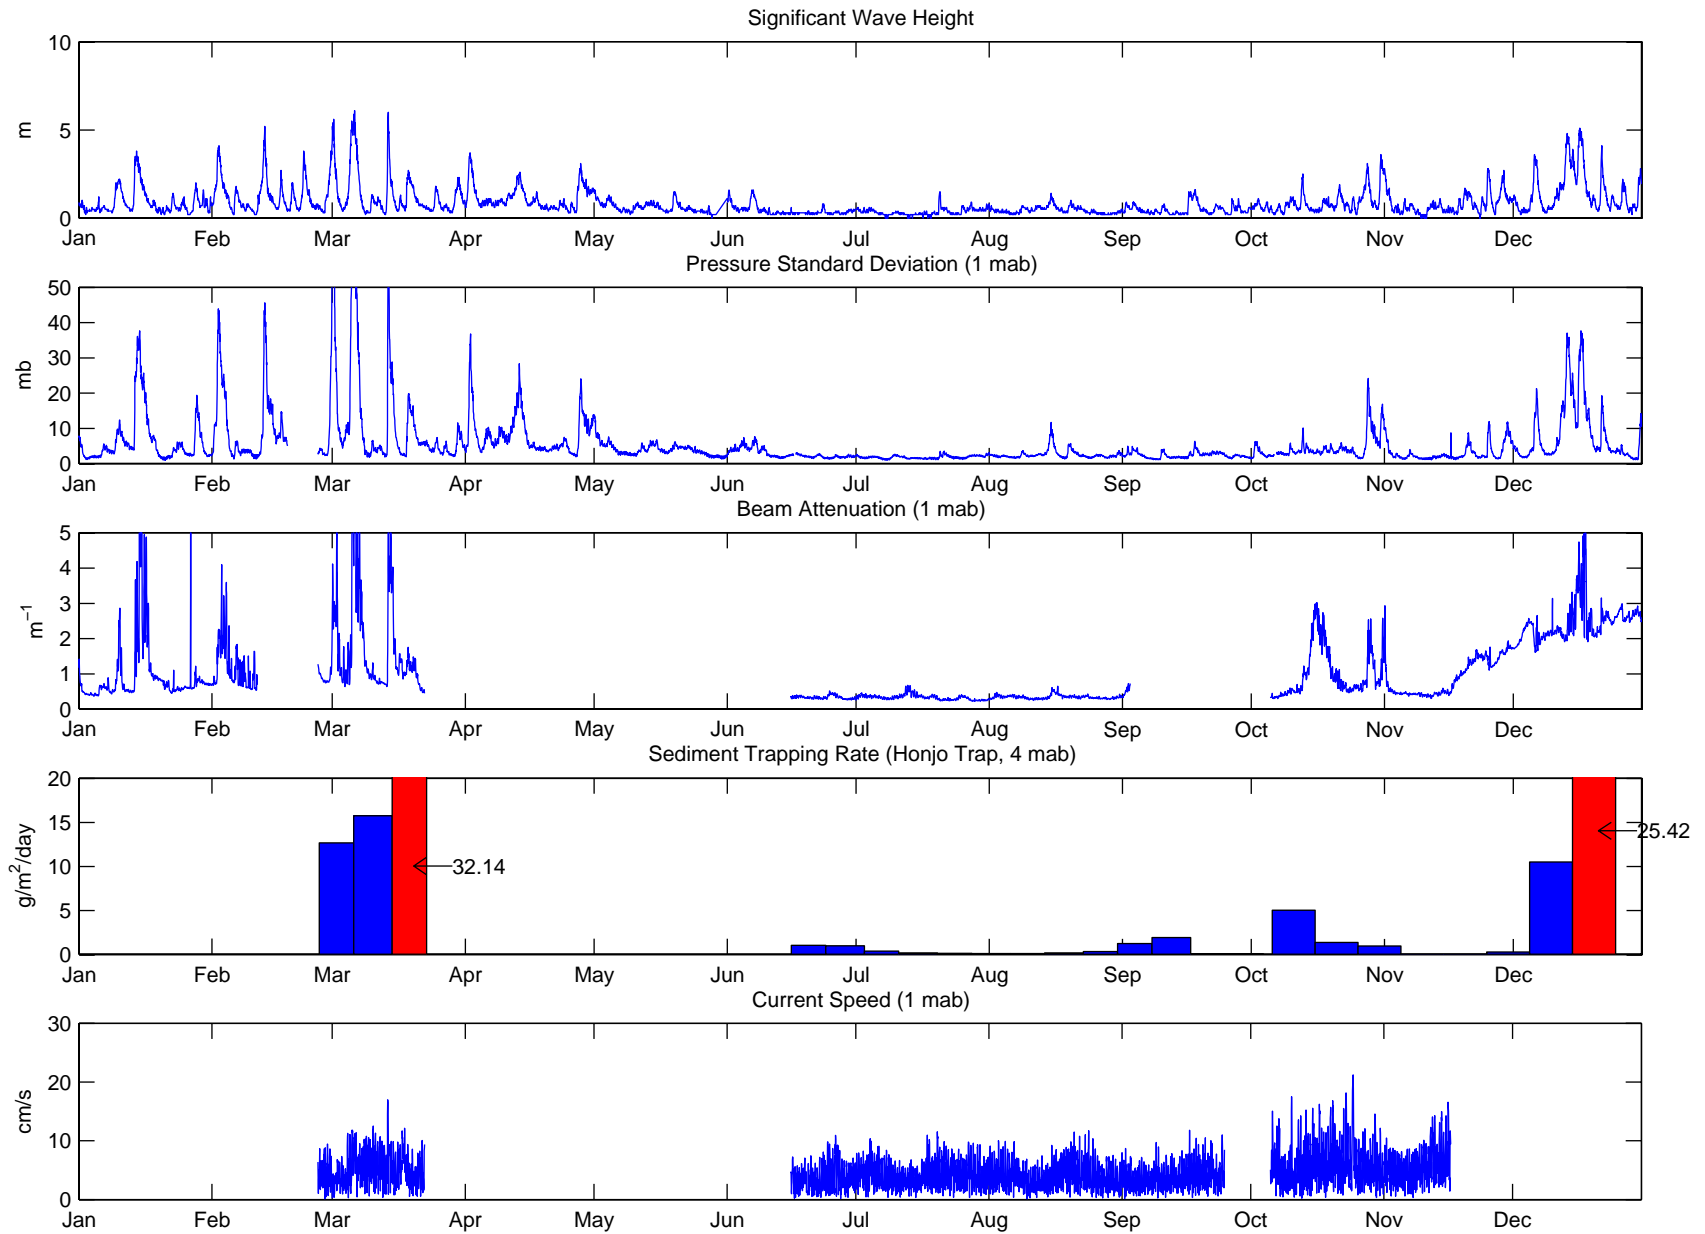 Significant Wave Height
10
5
0
m
Jan Feb Mar Apr May Jun Jul Aug Sep Oct Nov Dec
Pressure Standard Deviation (1 mab)
50
40
30
20
10
0
mb
Jan Feb Mar Apr May Jun Jul Aug Sep Oct Nov Dec
Beam Attenuation (1 mab)
5
4
3
2
1
0
m⁻¹
Jan Feb Mar Apr May Jun Jul Aug Sep Oct Nov Dec
Sediment Trapping Rate (Honjo Trap, 4 mab)
20
15
10
5
0
g/m²/day
32.14
25.42
Jan Feb Mar Apr May Jun Jul Aug Sep Oct Nov Dec
Current Speed (1 mab)
30
20
10
0
cm/s
Jan Feb Mar Apr May Jun Jul Aug Sep Oct Nov Dec